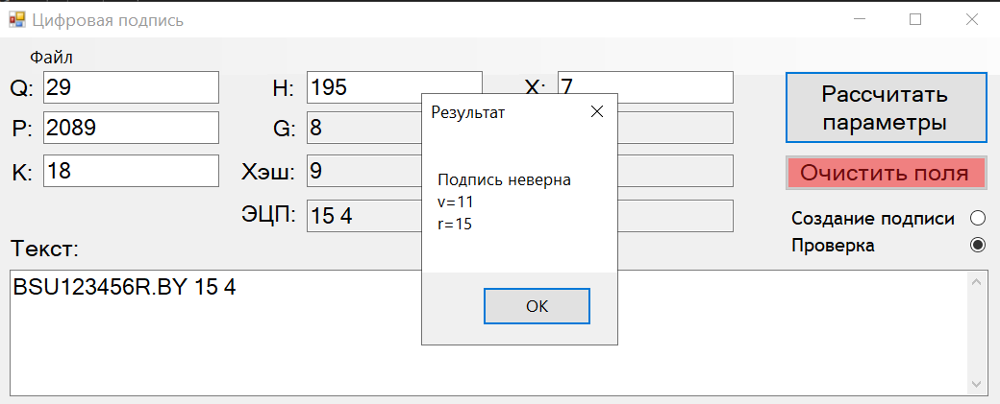 Цифровая подпись
Файл
Q: 29 H: 195 X: 7
P: 2089 G: 8
K: 18 Хэш: 9
ЭЦП: 15 4
Рассчитать
параметры
Очистить поля
Создание подписи
Проверка
Текст:
BSU123456R.BY 15 4
Результат
Подпись неверна
v=11
r=15
OK